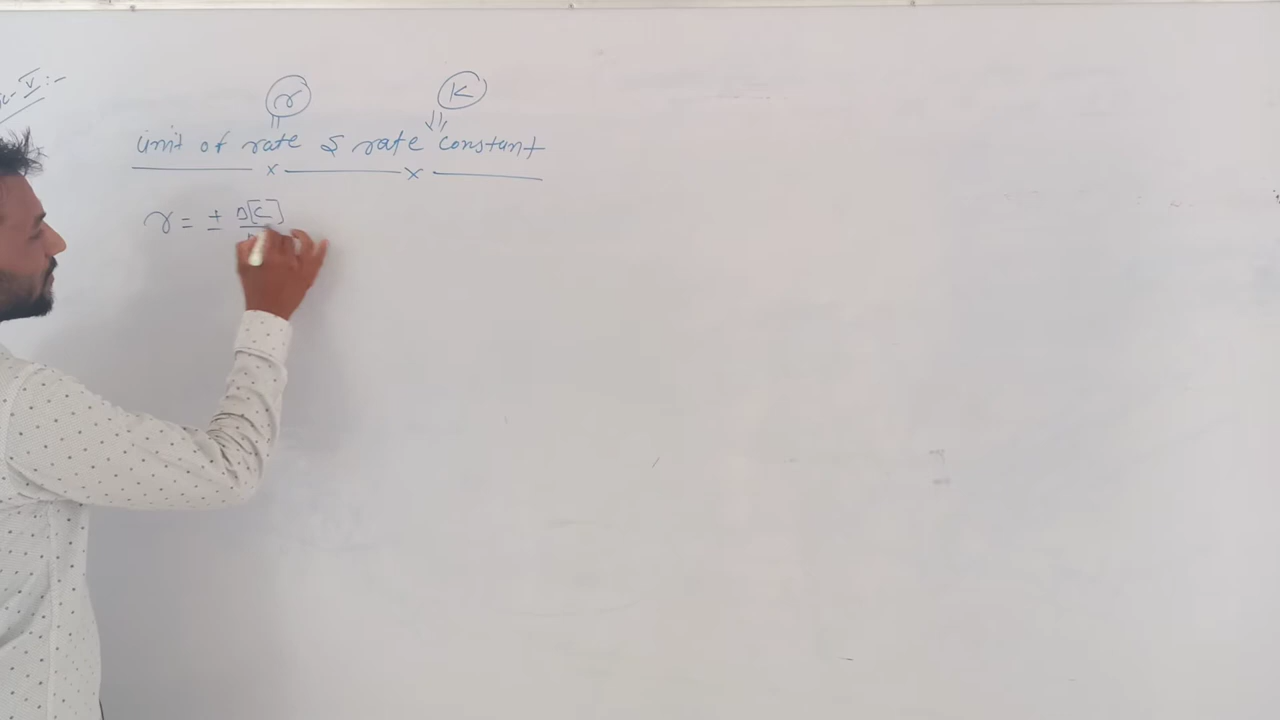 V :-
r K
unit of rate & rate constant
x x
r = ± Δ[C]